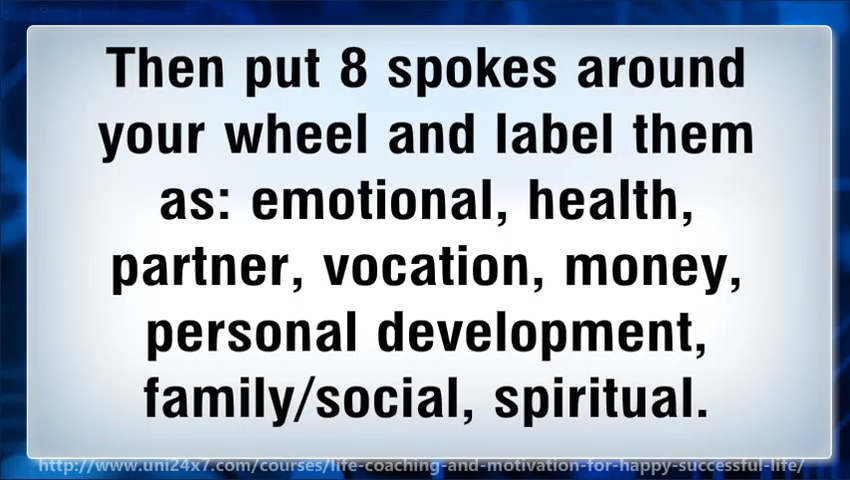 Then put 8 spokes around
your wheel and label them
as: emotional, health,
partner, vocation, money,
personal development,
family/social, spiritual.
http://www.uni24x7.com/courses/life-coaching-and-motivation-for-happy-successful-life/